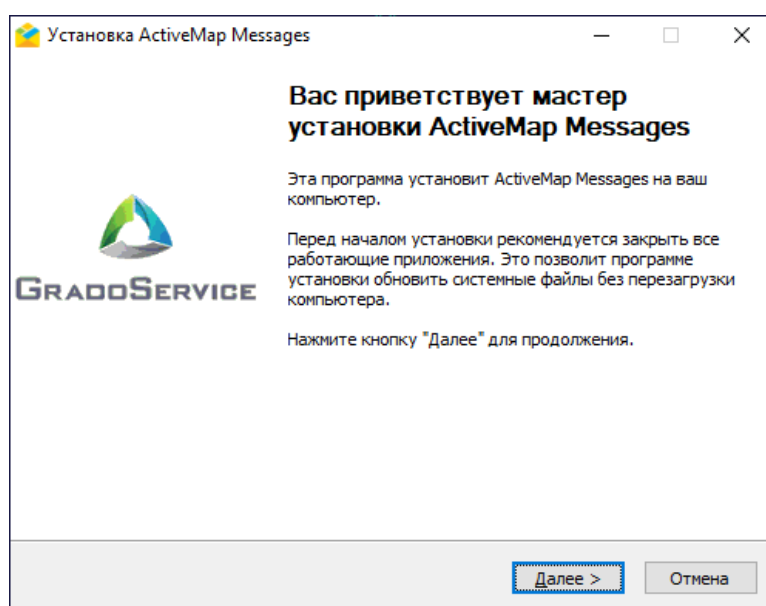 Установка ActiveMap Messages
Вас приветствует мастер
установки ActiveMap Messages
Эта программа установит ActiveMap Messages на ваш
компьютер.
Перед началом установки рекомендуется закрыть все
работающие приложения. Это позволит программе
установки обновить системные файлы без перезагрузки
компьютера.
Нажмите кнопку "Далее" для продолжения.
GRADOSERVICE
Далее >
Отмена